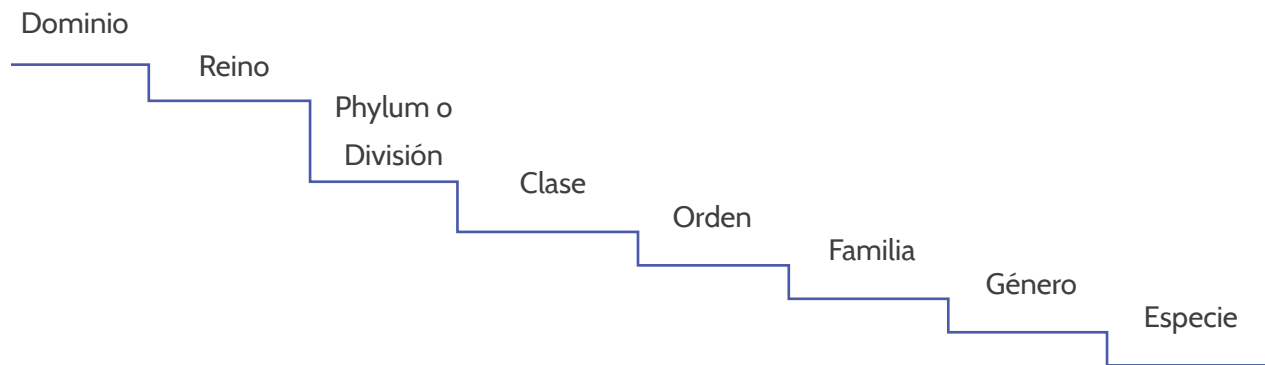 Dominio
Reino
Phylum o
División
Clase
Orden
Familia
Género
Especie